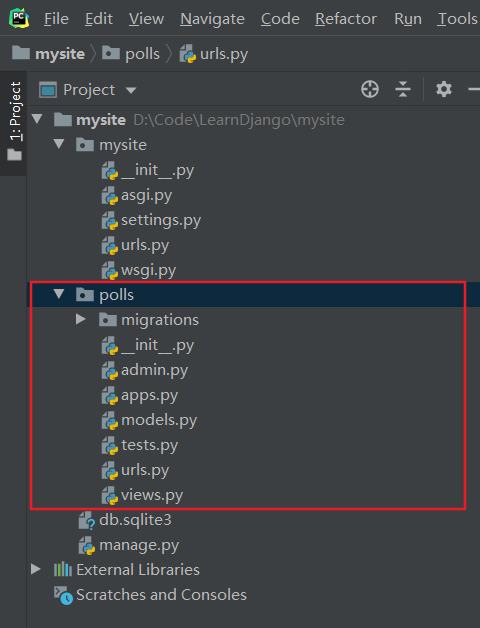 PC File Edit View Navigate Code Refactor Run Tools
mysite polls urls.py
1: Project
Project
mysite D:\Code\LearnDjango\mysite
mysite
__init__.py
asgi.py
settings.py
urls.py
wsgi.py
polls
migrations
__init__.py
admin.py
apps.py
models.py
tests.py
urls.py
views.py
db.sqlite3
manage.py
External Libraries
Scratches and Consoles